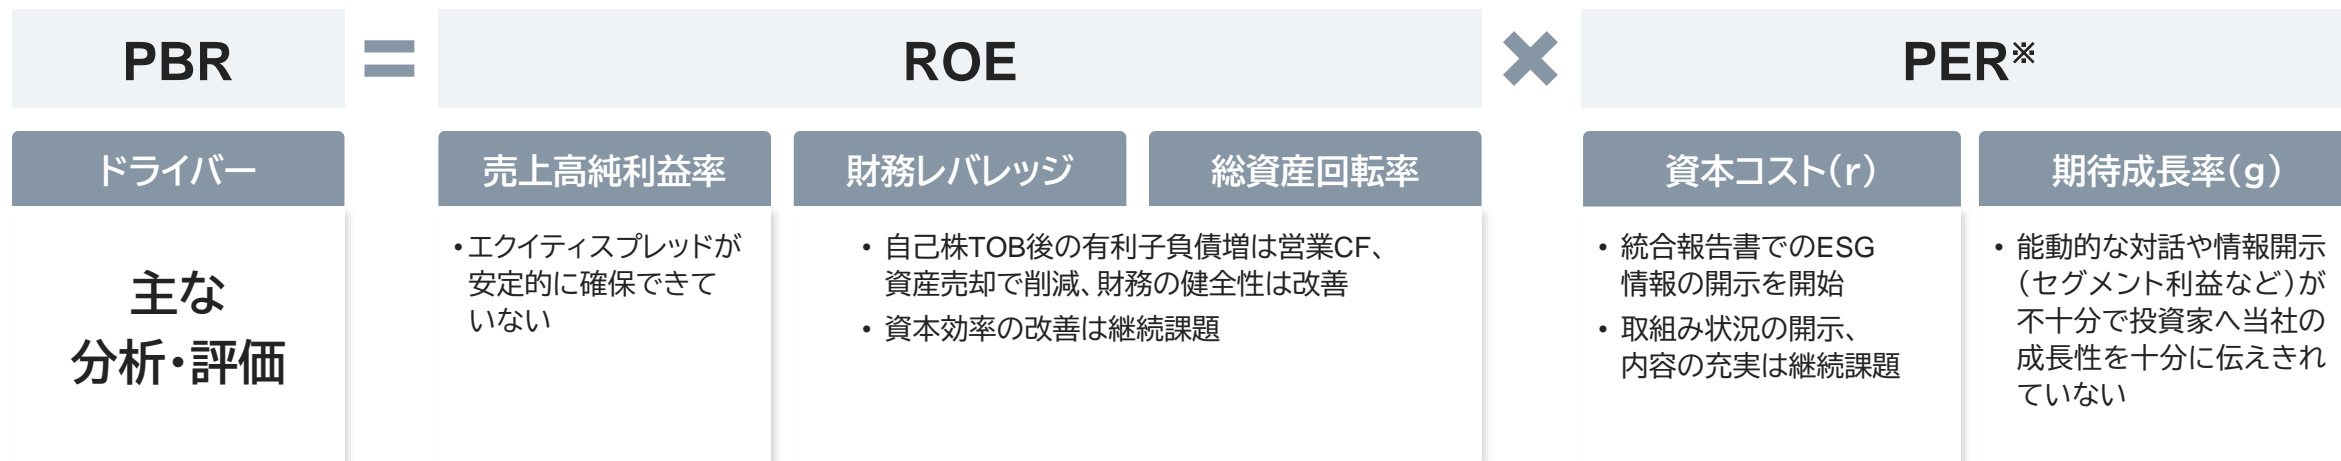 PBR = ROE × PER※
ドライバー
売上高純利益率
財務レバレッジ
総資産回転率
資本コスト(r)
期待成長率(g)
主な
分析・評価
•エクイティスプレッドが
安定的に確保できて
いない
• 自己株TOB後の有利子負債増は営業CF、
資産売却で削減、財務の健全性は改善
• 資本効率の改善は継続課題
• 統合報告書でのESG
情報の開示を開始
• 取組み状況の開示、
内容の充実は継続課題
• 能動的な対話や情報開示
(セグメント利益など)が
不十分で投資家へ当社の
成長性を十分に伝えきれ
ていない